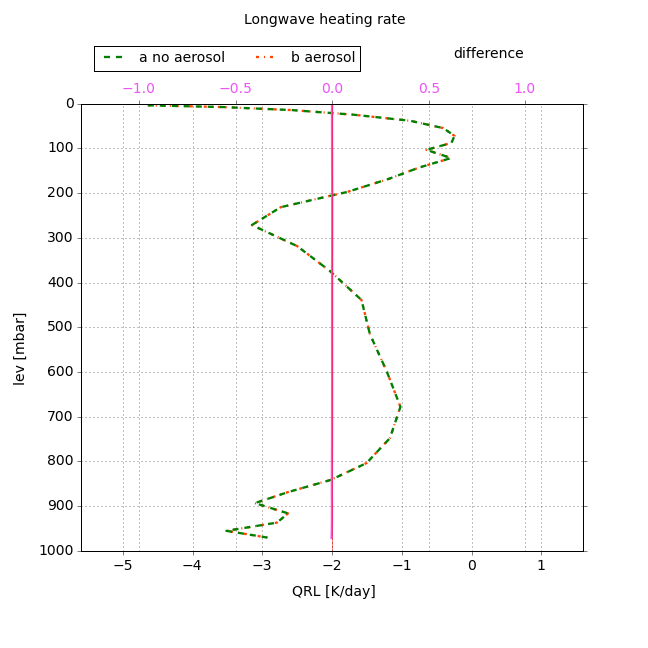 Longwave heating rate
a no aerosol b aerosol difference
−1.0 −0.5 0.0 0.5 1.0
0
100
200
300
400
500
600
700
800
900
1000
lev [mbar]
−5 −4 −3 −2 −1 0 1
QRL [K/day]